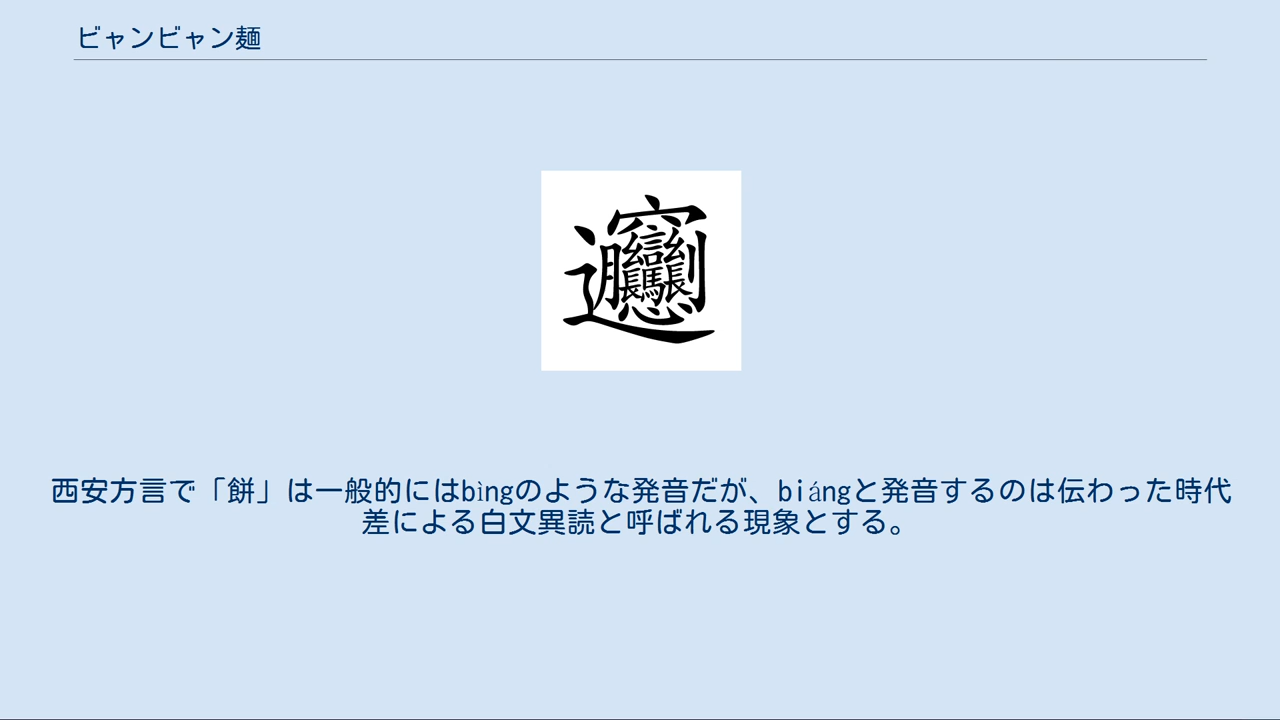 ビャンビャン麺
𰻞
西安方言で「餅」は一般的にはbìngのような発音だが、biángと発音するのは伝わった時代
差による白文異読と呼ばれる現象とする。